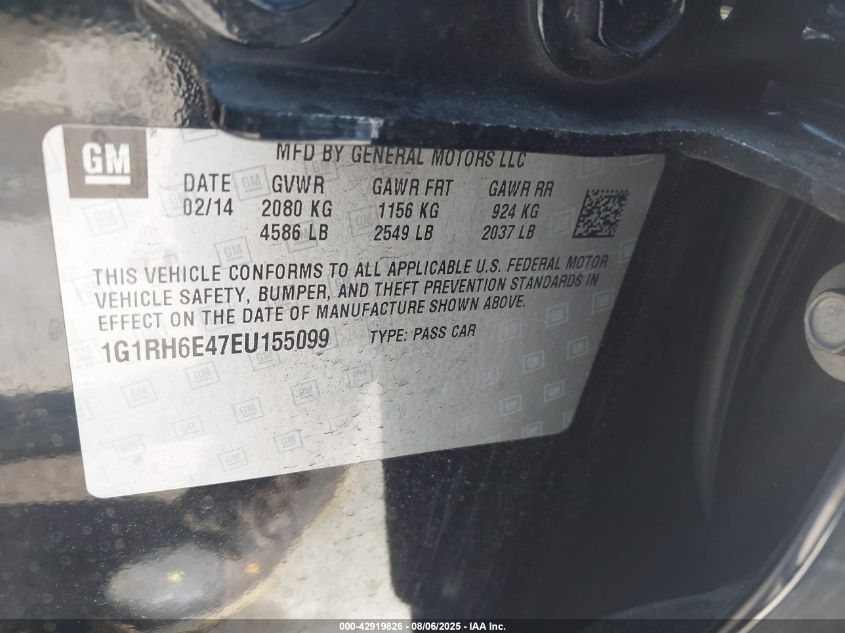 GM
MFD BY GENERAL MOTORS LLC
DATE GVWR GAWR FRT GAWR RR
02/14 2080 KG 1156 KG 924 KG
4586 LB 2549 LB 2037 LB
THIS VEHICLE CONFORMS TO ALL APPLICABLE U.S. FEDERAL MOTOR
VEHICLE SAFETY, BUMPER, AND THEFT PREVENTION STANDARDS IN
EFFECT ON THE DATE OF MANUFACTURE SHOWN ABOVE.
1G1RH6E47EU155099 TYPE: PASS CAR
000-42919826 - 08/06/2025 - IAA Inc.